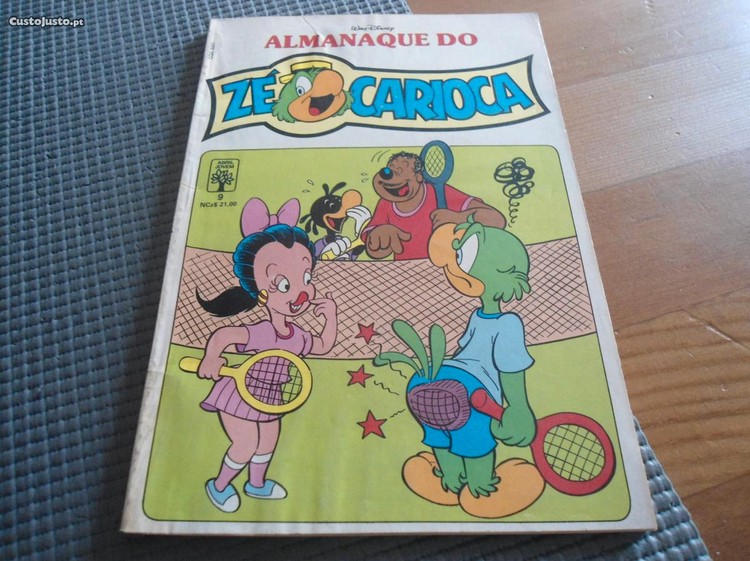 CustoJusto.pt
Walt Disney
ALMANAQUE DO
ZÉ CARIOCA
ABRIL
JOVEM
9
NCz$ 21,00